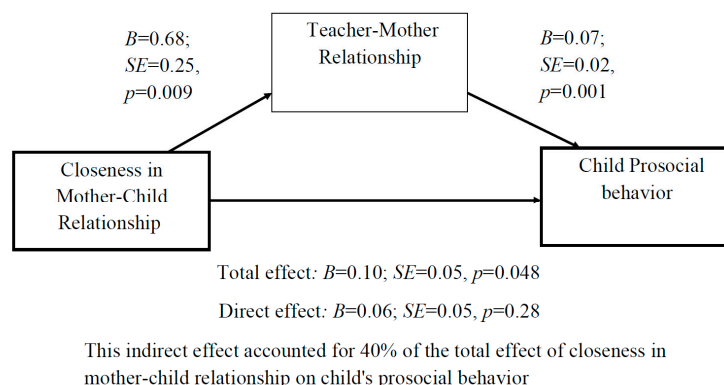 B=0.68;
SE=0.25,
p=0.009
Teacher-Mother
Relationship
B=0.07;
SE=0.02,
p=0.001
Closeness in
Mother-Child
Relationship
Child Prosocial
behavior
Total effect: B=0.10; SE=0.05, p=0.048
Direct effect: B=0.06; SE=0.05, p=0.28
This indirect effect accounted for 40% of the total effect of closeness in
mother-child relationship on child's prosocial behavior